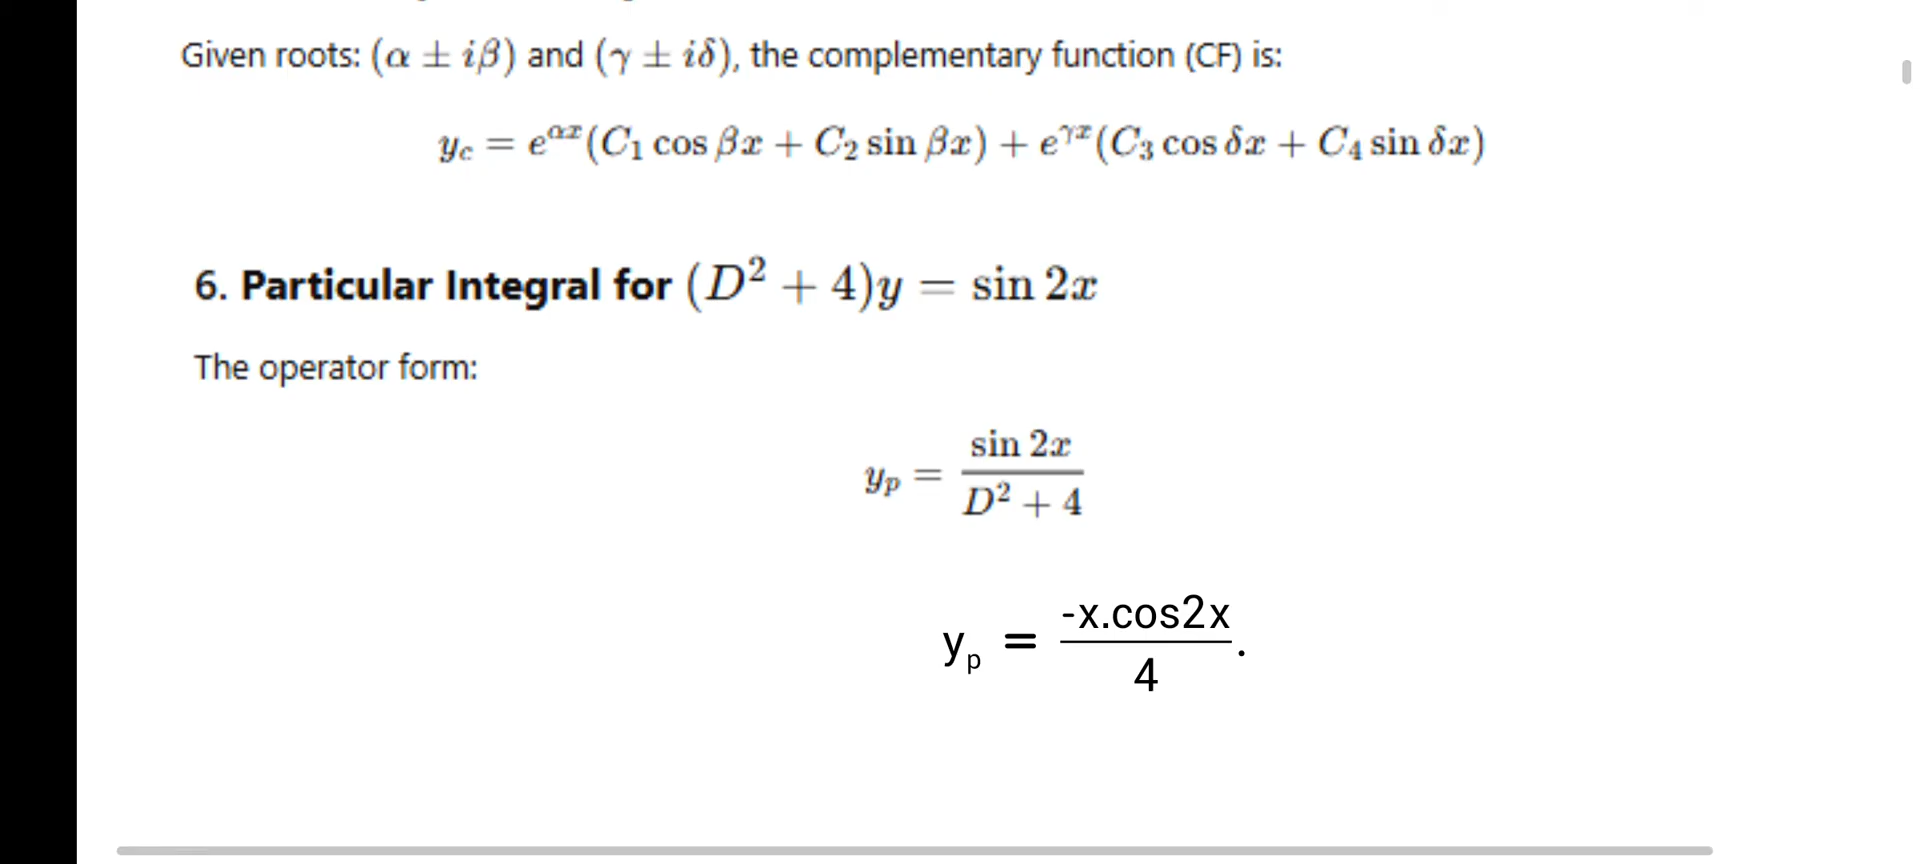 Given roots: (α ± iβ) and (γ ± iδ), the complementary function (CF) is:
y_c = e^{αx}(C_1 cos βx + C_2 sin βx) + e^{γx}(C_3 cos δx + C_4 sin δx)
6. Particular Integral for (D^2 + 4)y = sin 2x
The operator form:
y_p = \frac{sin 2x}{D^2 + 4}
y_p = \frac{-x.cos2x}{4}.